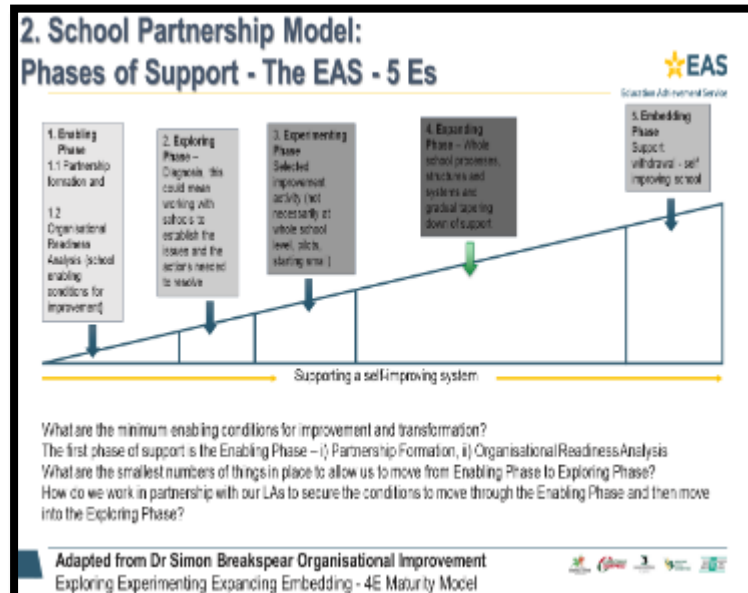 2. School Partnership Model:
Phases of Support - The EAS - 5 Es
EAS
Education Achievement Service
1. Enabling
Phase
1.1 Partnership
formation and
1.2
Organisational
Readiness
Analysis (school
enabling
conditions for
improvement)
2. Exploring
Phase –
Diagnosis, this
could mean
working with
schools to
establish the
issues and the
actions needed
to resolve
3. Experimenting
Phase
Selected
improvement
activity (not
necessarily at
whole school
level, pilots,
starting small)
4. Expanding
Phase – Whole
school processes,
structures and
systems and
gradual tapering
down of support
5. Embedding
Phase
Support
withdrawal - self
improving school
Supporting a self-improving system
What are the minimum enabling conditions for improvement and transformation?
The first phase of support is the Enabling Phase – i) Partnership Formation, ii) Organisational Readiness Analysis
What are the smallest numbers of things in place to allow us to move from Enabling Phase to Exploring Phase?
How do we work in partnership with our LAs to secure the conditions to move through the Enabling Phase and then move
into the Exploring Phase?
Adapted from Dr Simon Breakspear Organisational Improvement
Exploring Experimenting Expanding Embedding - 4E Maturity Model